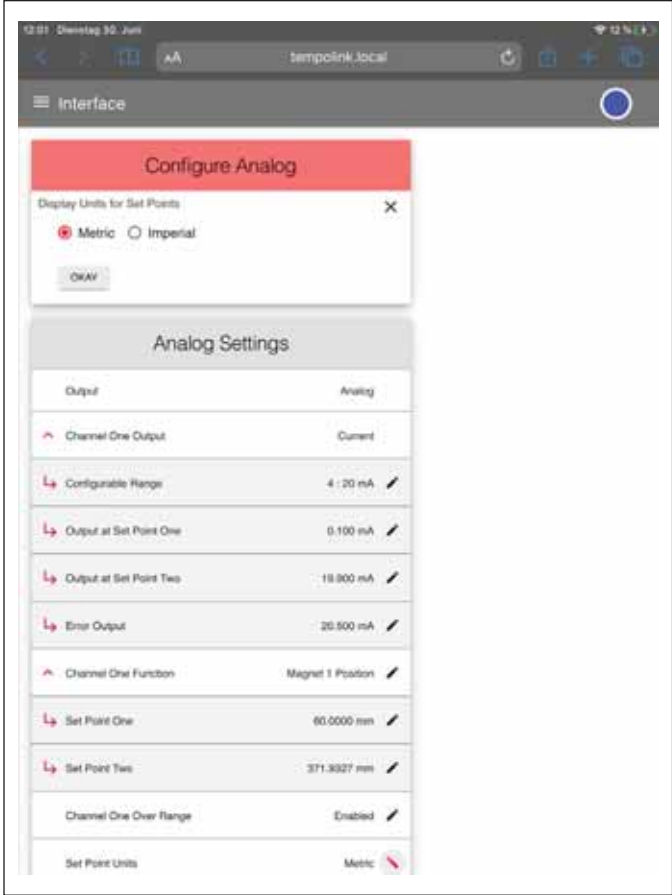 12:01 Dienstag 30. Juni 12 %
AA tempolink.local
Interface
Configure Analog
Display Units for Set Points
Metric Imperial
OKAY
Analog Settings
Output Analog
Channel One Output Current
Configurable Range 4 : 20 mA
Output at Set Point One 0.100 mA
Output at Set Point Two 19.900 mA
Error Output 20.500 mA
Channel One Function Magnet 1 Position
Set Point One 60.0000 mm
Set Point Two mm
Channel One Over Range Enabled
Set Point Units Metric